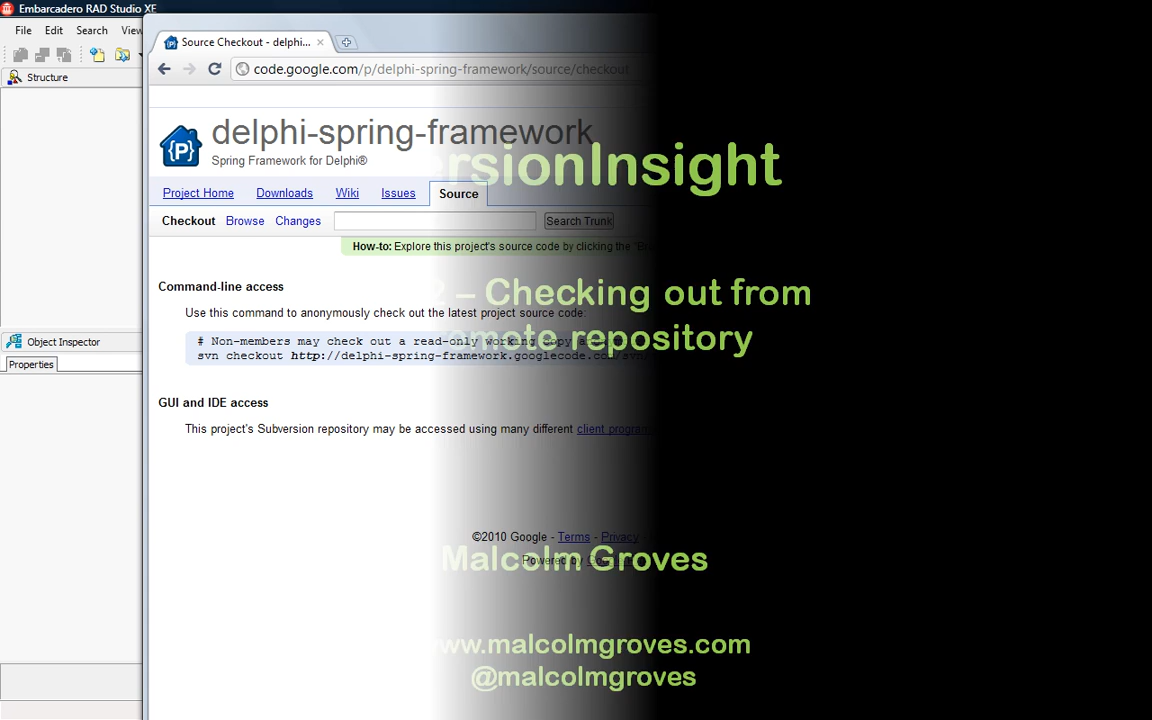 Embarcadero RAD Studio XE
File Edit Search View
Structure
Object Inspector
Properties
Source Checkout - delphi...
code.google.com/p/delphi-spring-framework/source/checkout
delphi-spring-framework
Spring Framework for Delphi®
Project Home Downloads Wiki Issues Source
Checkout Browse Changes Search Trunk
How-to: Explore this project's source code by clicking the
Command-line access
Use this command to anonymously check out the latest project source code:
# Non-members may check out a read-only working copy
svn checkout http://delphi-spring-framework.googlecode.com/svn
GUI and IDE access
This project's Subversion repository may be accessed using many different client
©2010 Google - Terms - Privacy
Powered by
rsionInsight
2 – Checking out from
emote repository
Malcolm Groves
ww.malcolmgroves.com
@malcolmgroves